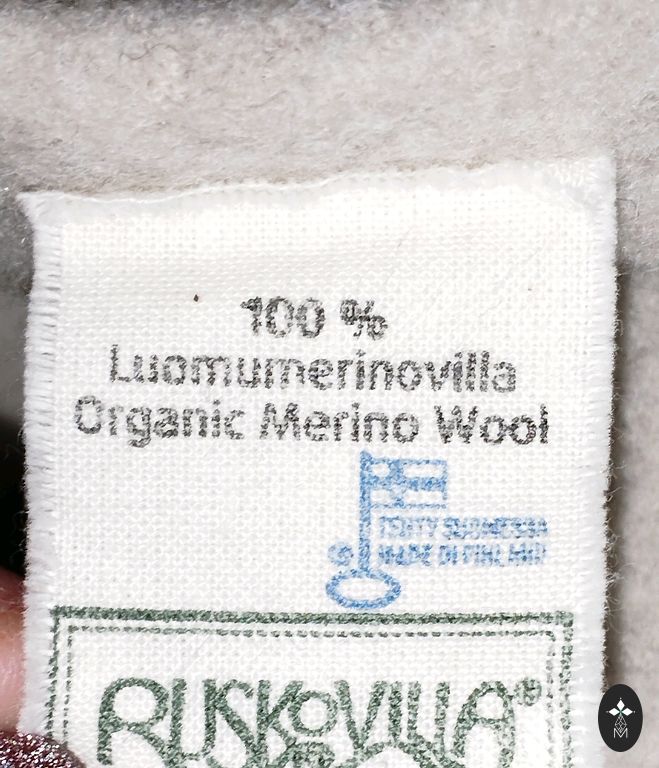 100 %
Luomumerinovilla
Organic Merino Wool
TEHTY SUOMESSA
MADE IN FINLAND
RUSKOVILLA®